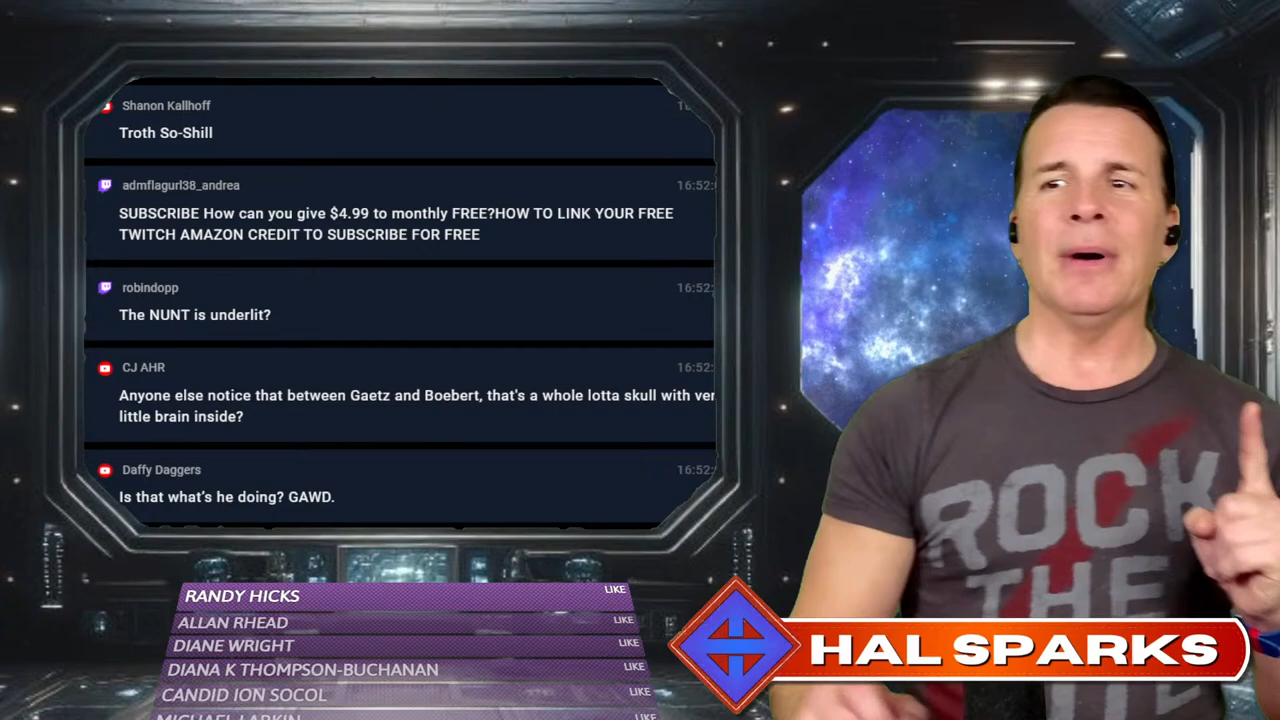 Shanon Kallhoff
Troth So-Shill
admflagurl38_andrea 16:52:
SUBSCRIBE How can you give $4.99 to monthly FREE?HOW TO LINK YOUR FREE
TWITCH AMAZON CREDIT TO SUBSCRIBE FOR FREE
robindopp 16:52:
The NUNT is underlit?
CJ AHR 16:52:
Anyone else notice that between Gaetz and Boebert, that's a whole lotta skull with ver
little brain inside?
Daffy Daggers 16:52:
Is that what's he doing? GAWD.
RANDY HICKS LIKE
ALLAN RHEAD LIKE
DIANE WRIGHT LIKE
DIANA K THOMPSON-BUCHANAN LIKE
CANDID ION SOCOL LIKE
MICHAEL LARKIN LIKE
HAL SPARKS
ROCK
THE